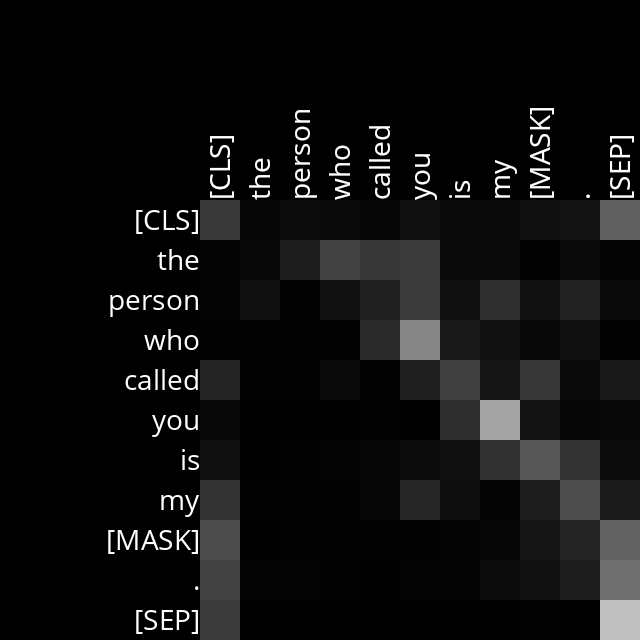 [CLS] the person who called you is my [MASK] . [SEP]
[CLS]
the
person
who
called
you
is
my
[MASK]
.
[SEP]